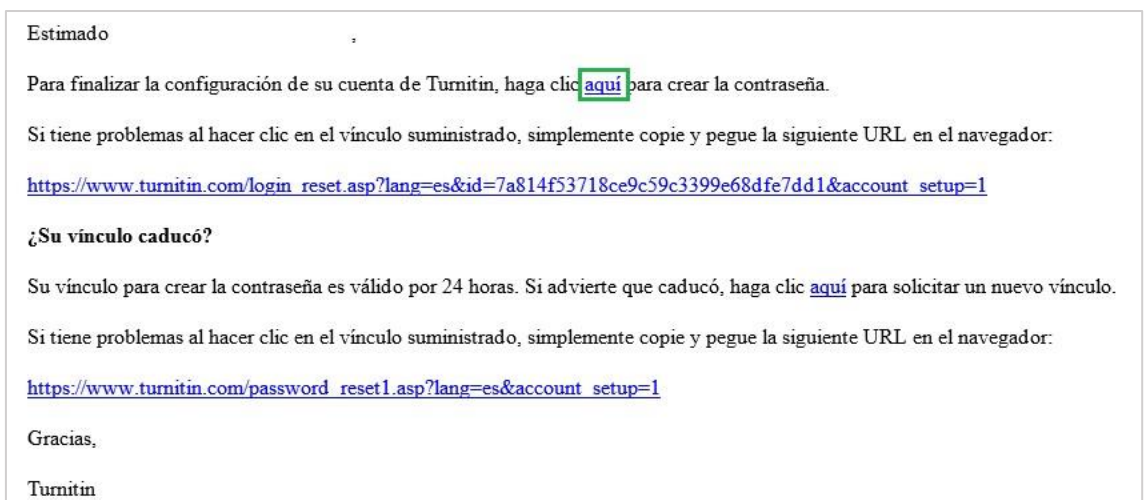 Estimado ,
Para finalizar la configuración de su cuenta de Turnitin, haga clic aquí para crear la contraseña.
Si tiene problemas al hacer clic en el vínculo suministrado, simplemente copie y pegue la siguiente URL en el navegador:
https://www.turnitin.com/login_reset.asp?lang=es&id=7a814f53718ce9c59c3399e68dfe7dd1&account_setup=1
¿Su vínculo caducó?
Su vínculo para crear la contraseña es válido por 24 horas. Si advierte que caducó, haga clic aquí para solicitar un nuevo vínculo.
Si tiene problemas al hacer clic en el vínculo suministrado, simplemente copie y pegue la siguiente URL en el navegador:
https://www.turnitin.com/password_reset1.asp?lang=es&account_setup=1
Gracias,
Turnitin